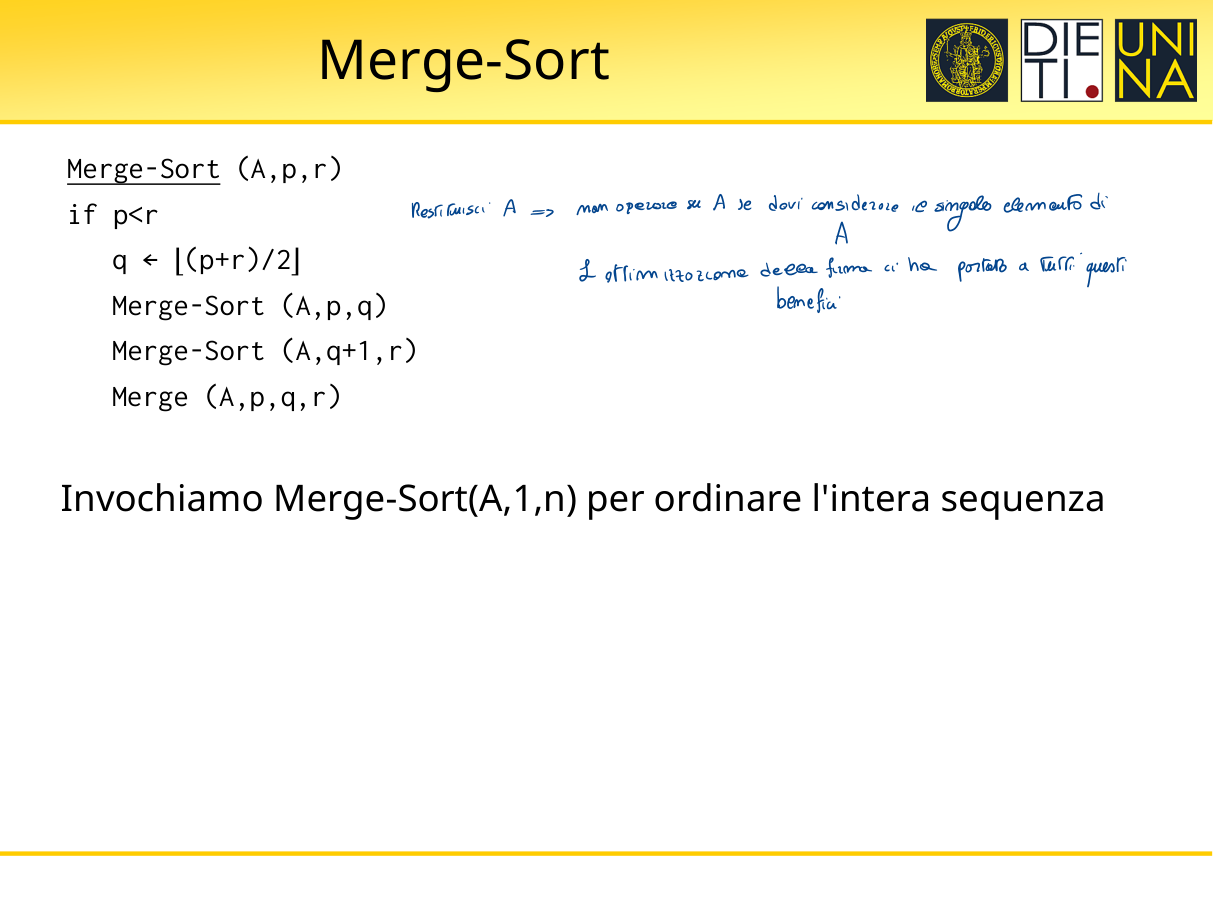 Merge-Sort
DIE
TI.
UNI
NA
Merge-Sort (A,p,r)
if p<r
Restituisci A => non operare su A se devi considerare il singolo elemento di
A
q ← ⌊(p+r)/2⌋
L ottimizzazione della firma ci ha portato a tutti questi
benefici
Merge-Sort (A,p,q)
Merge-Sort (A,q+1,r)
Merge (A,p,q,r)
Invochiamo Merge-Sort(A,1,n) per ordinare l'intera sequenza